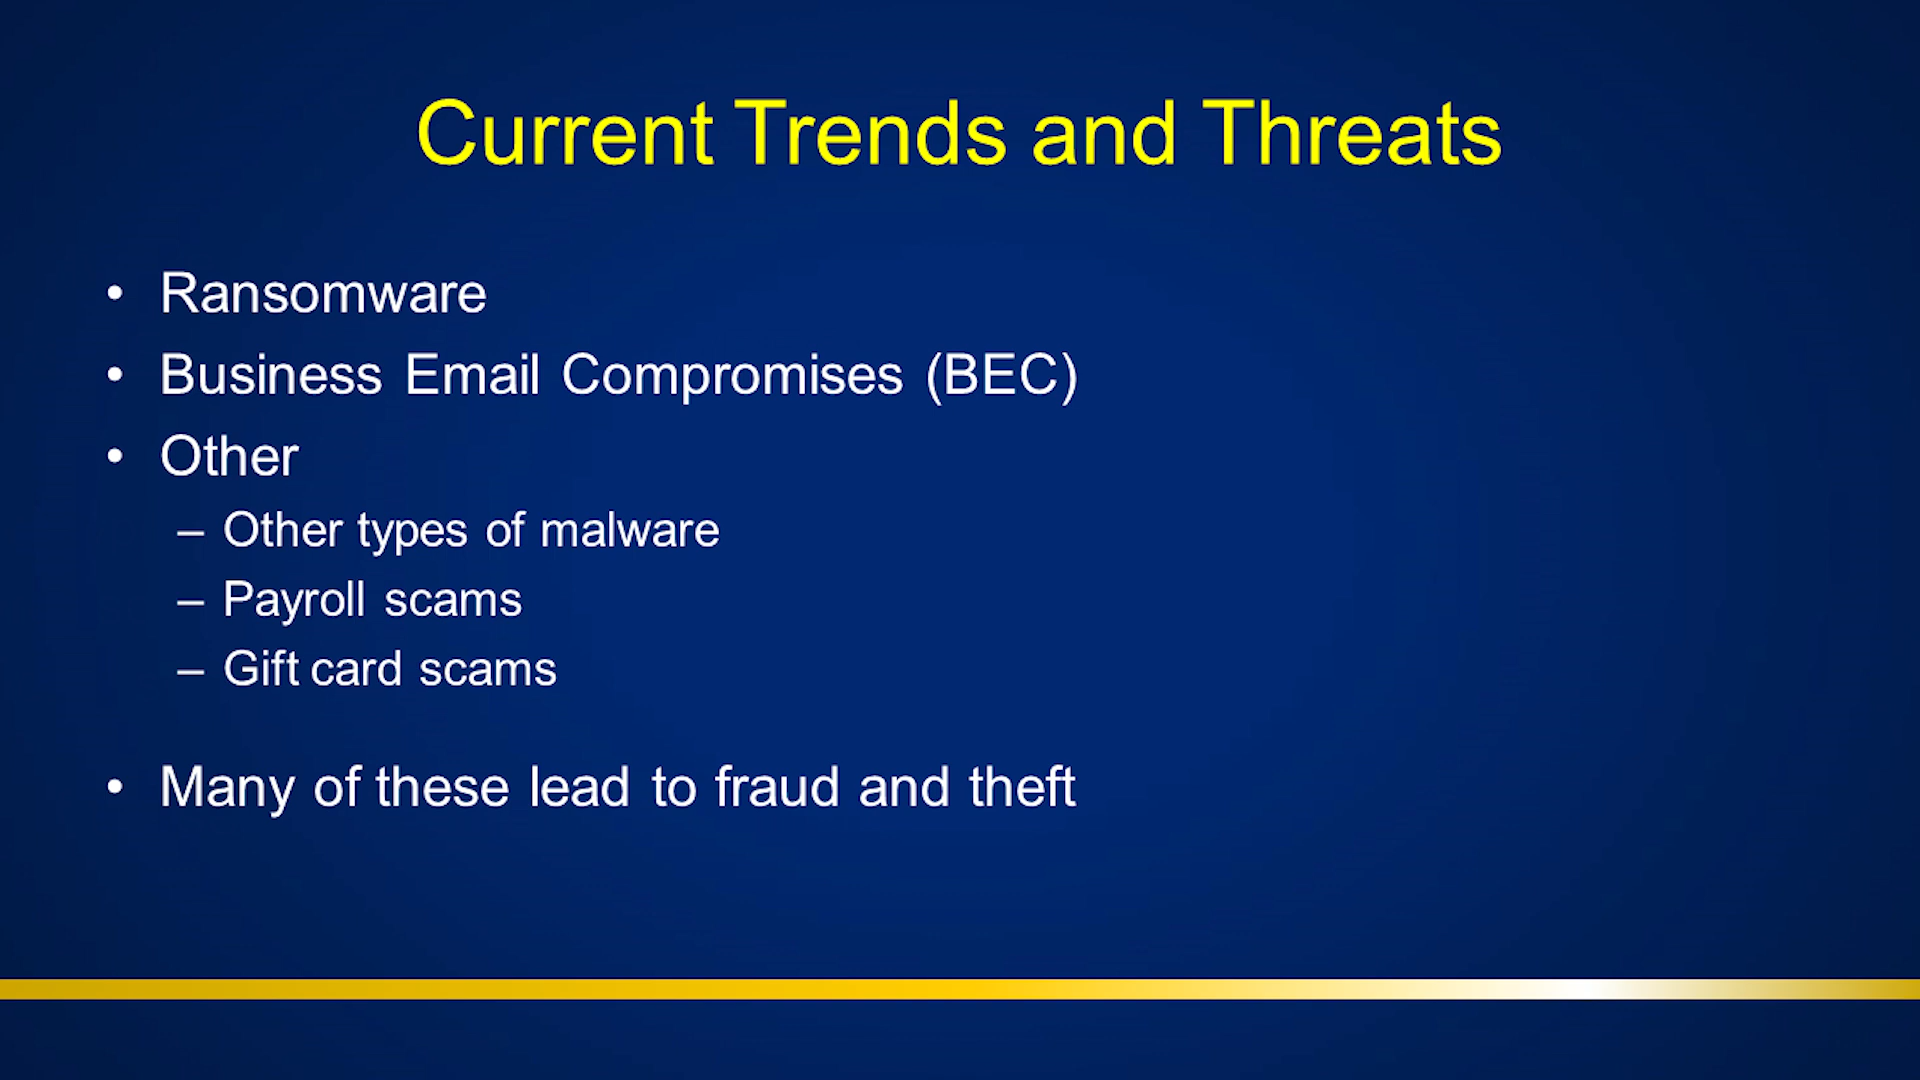 Current Trends and Threats
• Ransomware
• Business Email Compromises (BEC)
• Other
– Other types of malware
– Payroll scams
– Gift card scams
• Many of these lead to fraud and theft